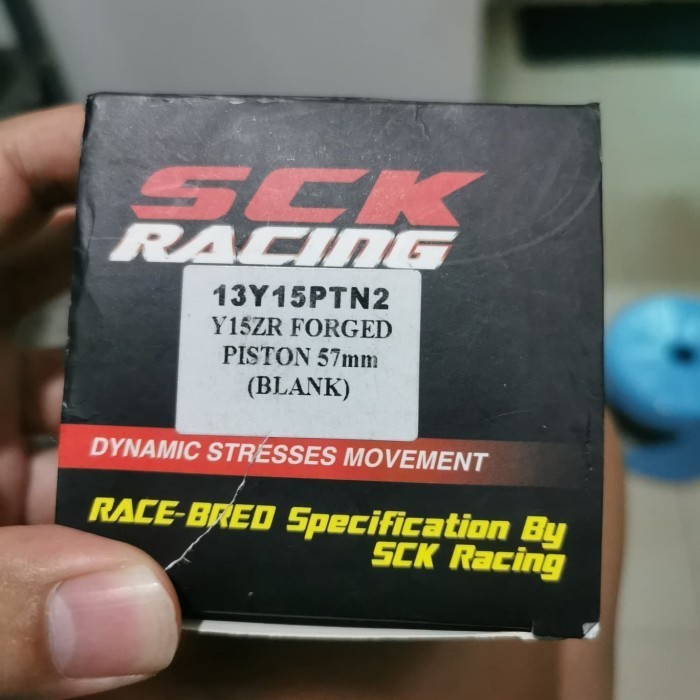 SCK
RACING
13Y15PTN2
Y15ZR FORGED
PISTON 57mm
(BLANK)
DYNAMIC STRESSES MOVEMENT
RACE-BRED Specification By
SCK Racing